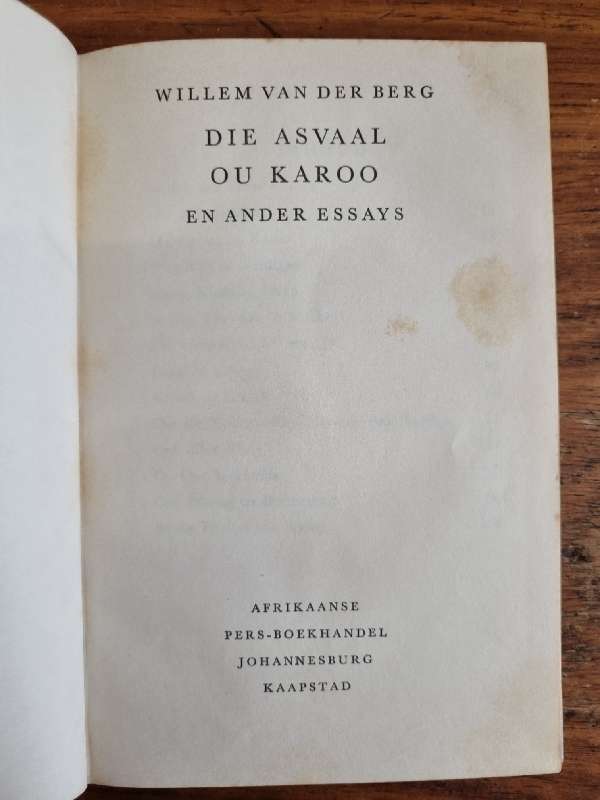 WILLEM VAN DER BERG
DIE ASVAAL
OU KAROO
EN ANDER ESSAYS
AFRIKAANSE
PERS-BOEKHANDEL
JOHANNESBURG
KAAPSTAD